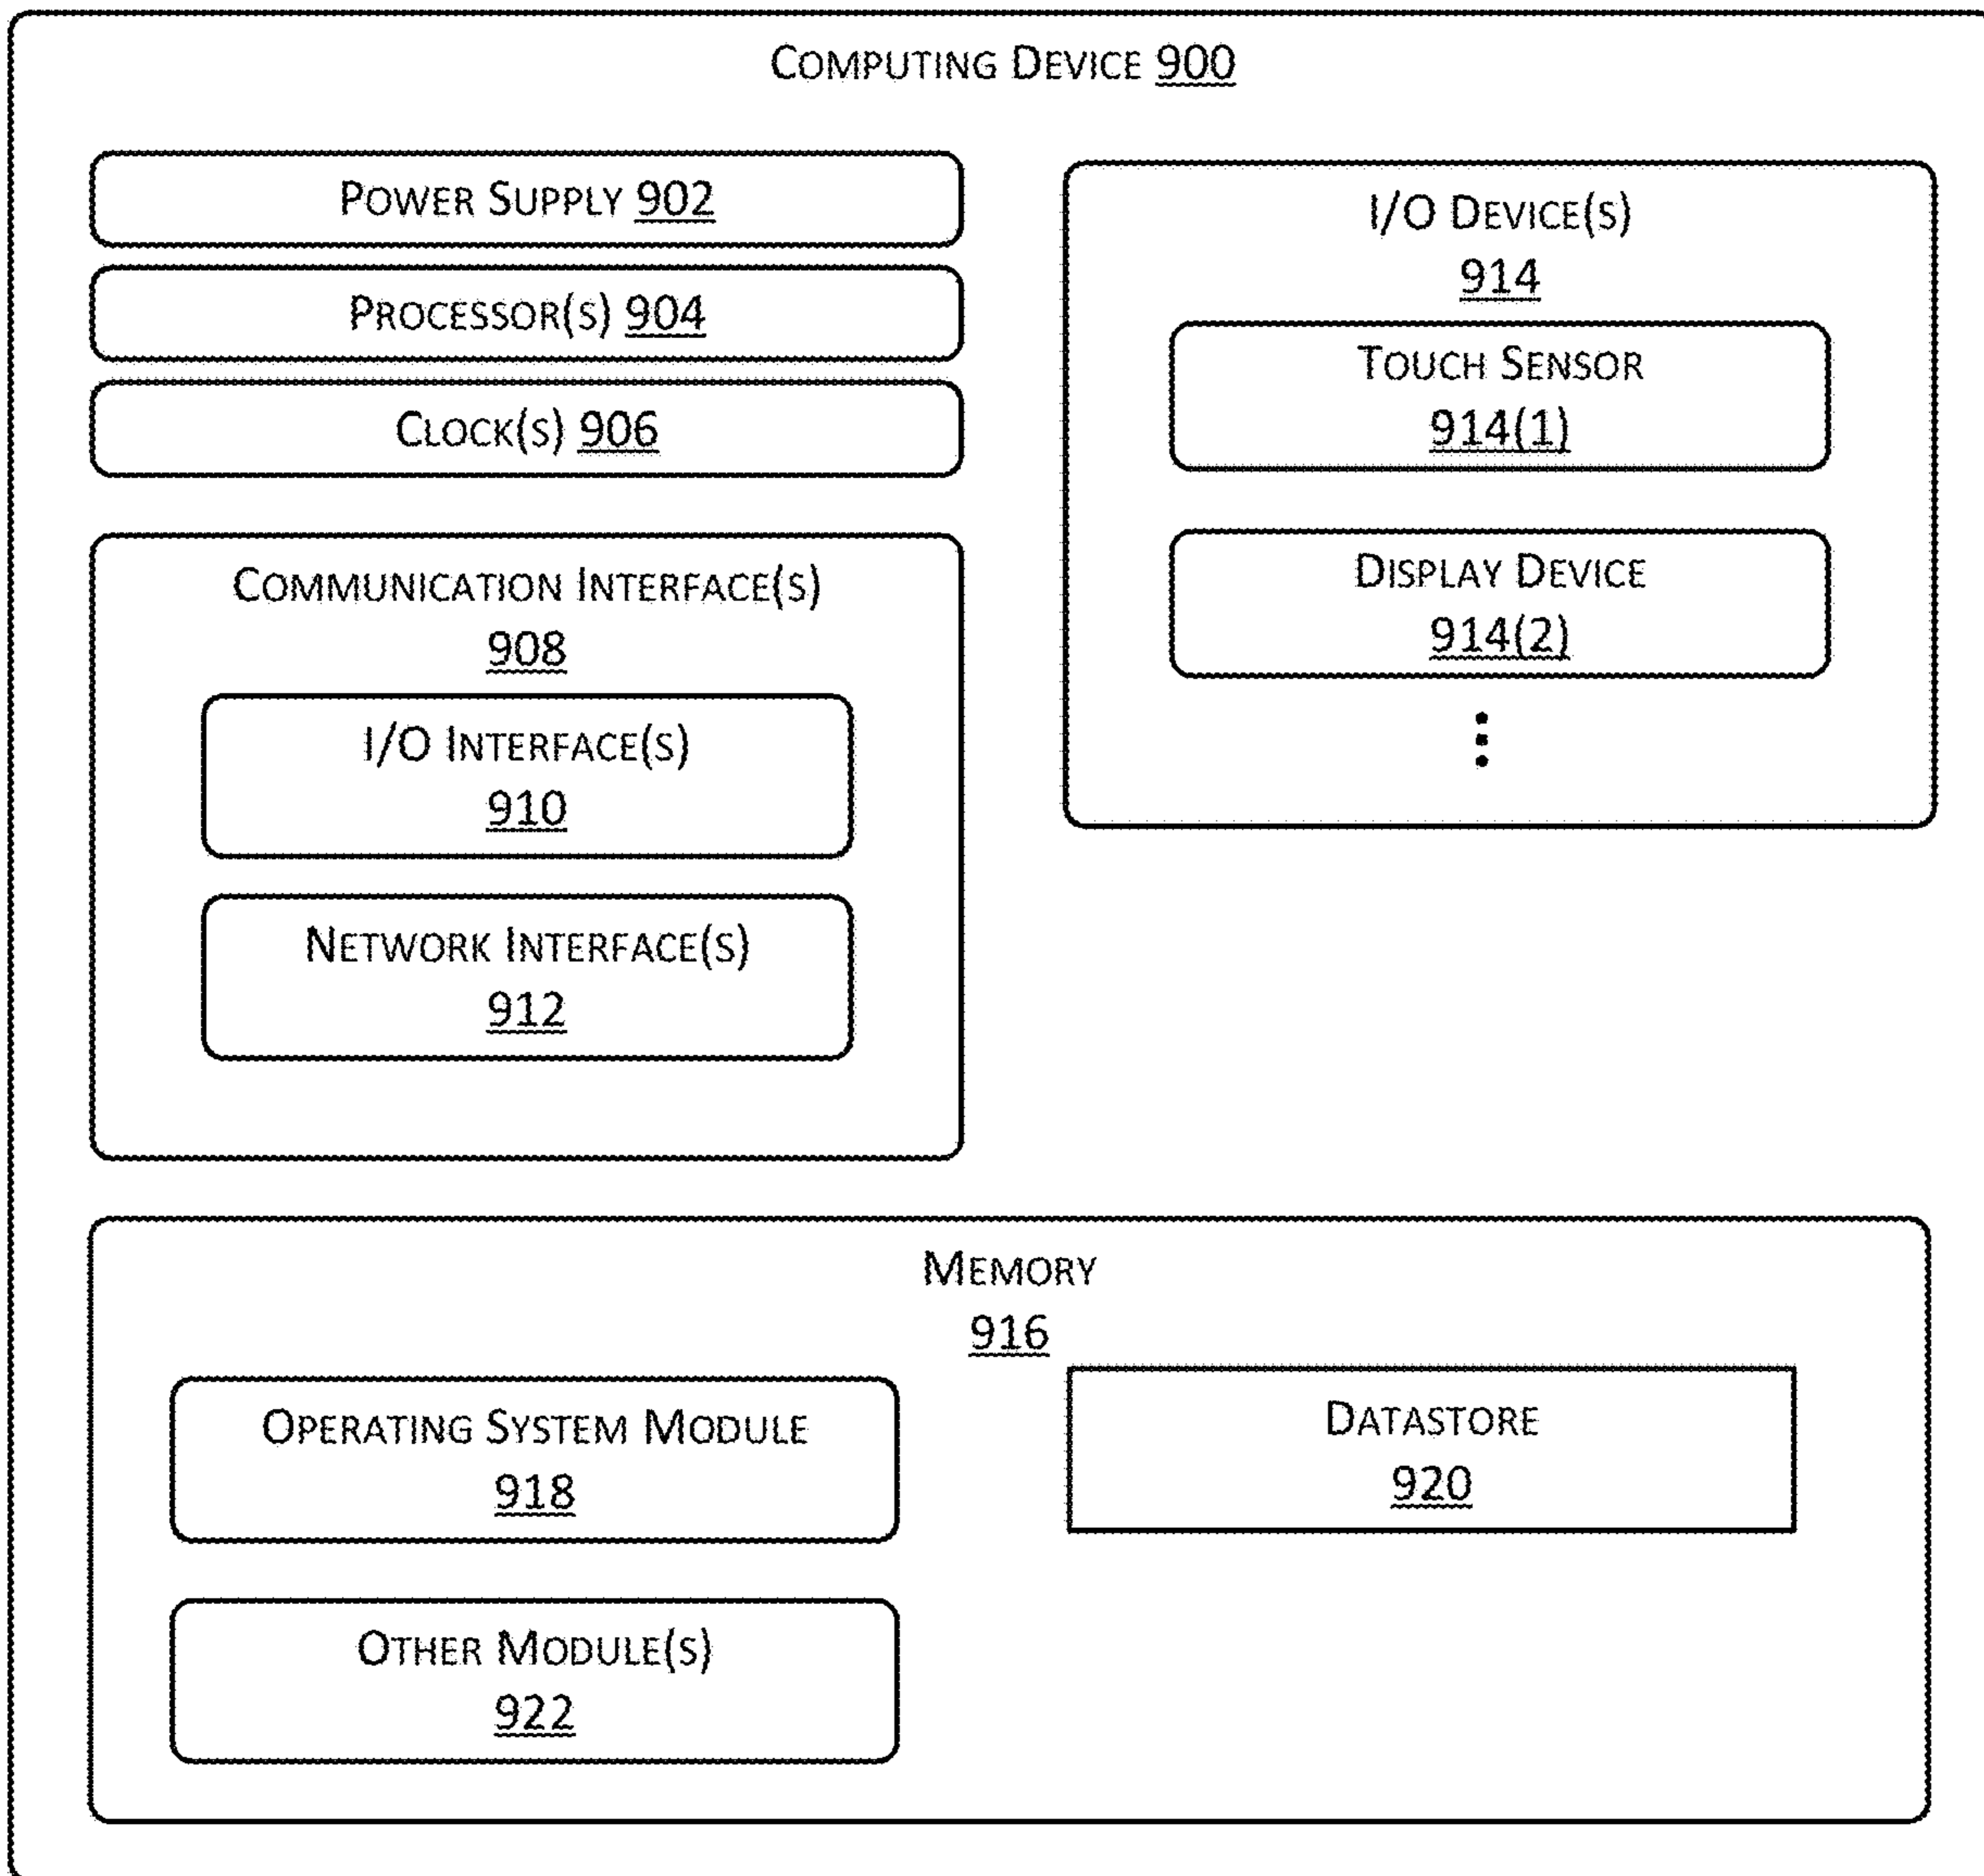 COMPUTING DEVICE 900
POWER SUPPLY 902
PROCESSOR(S) 904
CLOCK(S) 906
COMMUNICATION INTERFACE(S)
908
I/O INTERFACE(S)
910
NETWORK INTERFACE(S)
912
I/O DEVICE(S)
914
TOUCH SENSOR
914(1)
DISPLAY DEVICE
914(2)
MEMORY
916
OPERATING SYSTEM MODULE
918
DATASTORE
920
OTHER MODULE(S)
922